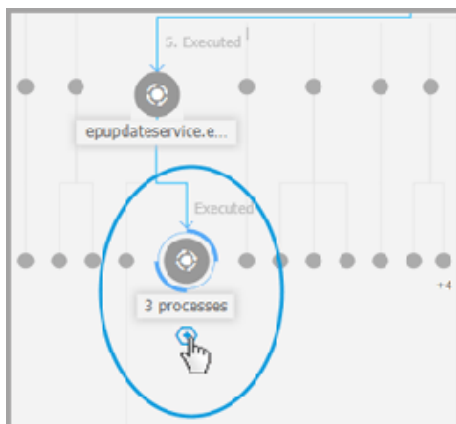 5. Executed
epupdateservice.e...
Executed
3 processes
+4